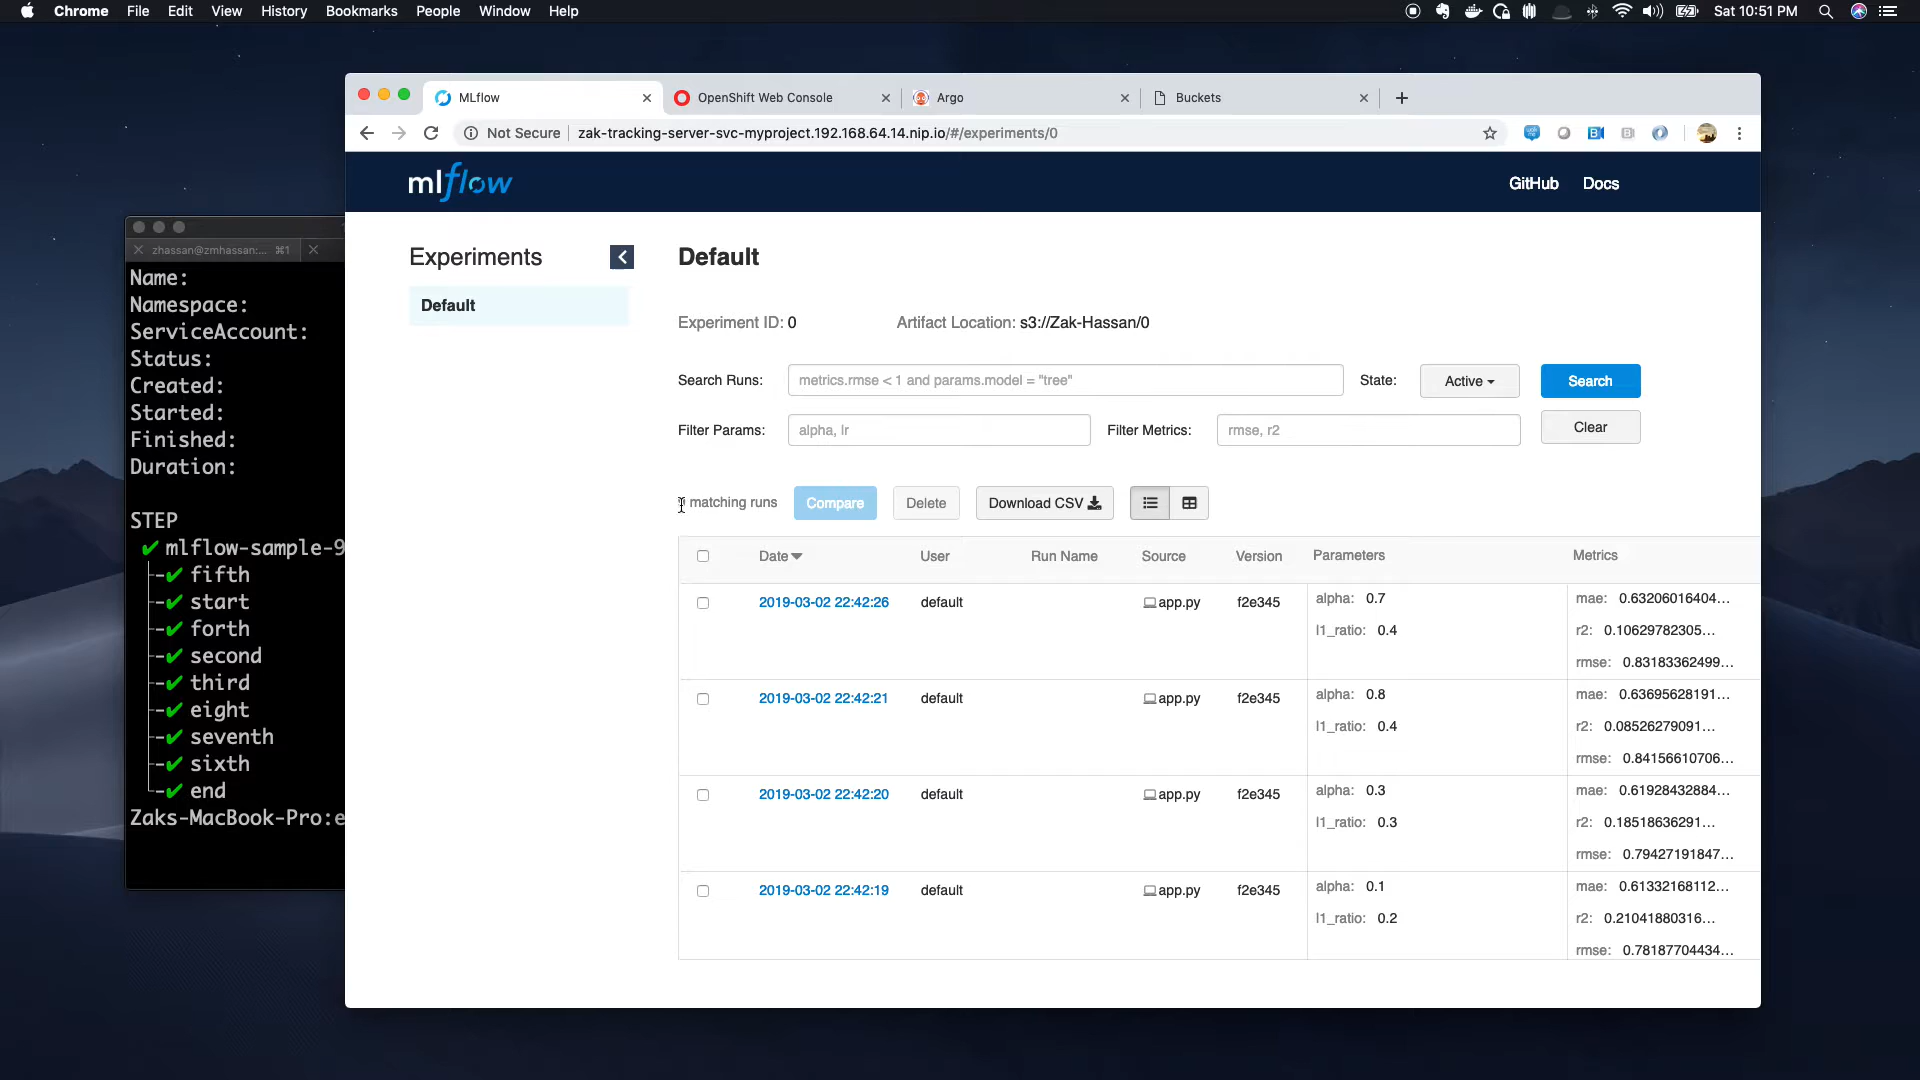 Chrome File Edit View History Bookmarks People Window Help
Sat 10:51 PM
MLflow
OpenShift Web Console
Argo
Buckets
Not Secure
zak-tracking-server-svc-myproject.192.168.64.14.nip.io/#/experiments/0
mlflow
GitHub Docs
zhassan@zmhassan:... ⌘1
Name:
Namespace:
ServiceAccount:
Status:
Created:
Started:
Finished:
Duration:
STEP
✔ mlflow-sample-9
✔ fifth
✔ start
✔ forth
✔ second
✔ third
✔ eight
✔ seventh
✔ sixth
✔ end
Zaks-MacBook-Pro:e
Experiments
Default
Default
Experiment ID: 0
Artifact Location: s3://Zak-Hassan/0
Search Runs:
metrics.rmse < 1 and params.model = "tree"
State:
Active
Search
Filter Params:
alpha, lr
Filter Metrics:
rmse, r2
Clear
matching runs
Compare
Delete
Download CSV
Date User Run Name Source Version Parameters Metrics
2019-03-02 22:42:26 default app.py f2e345 alpha: 0.7 mae: 0.63206016404...
l1_ratio: 0.4 r2: 0.10629782305...
rmse: 0.83183362499...
2019-03-02 22:42:21 default app.py f2e345 alpha: 0.8 mae: 0.63695628191...
l1_ratio: 0.4 r2: 0.08526279091...
rmse: 0.84156610706...
2019-03-02 22:42:20 default app.py f2e345 alpha: 0.3 mae: 0.61928432884...
l1_ratio: 0.3 r2: 0.18518636291...
rmse: 0.79427191847...
2019-03-02 22:42:19 default app.py f2e345 alpha: 0.1 mae: 0.61332168112...
l1_ratio: 0.2 r2: 0.21041880316...
rmse: 0.78187704434...